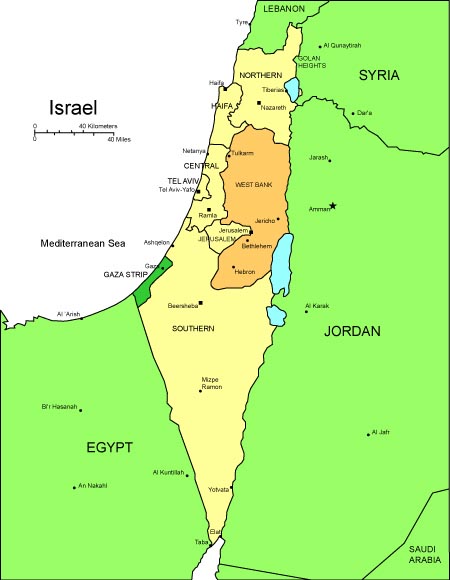 LEBANON
Tyre
Al Qunaytirah
GOLAN
HEIGHTS
SYRIA
NORTHERN
Haifa
Tiberias
HAIFA
Nazareth
Israel
0 40 Kilometers
0 40 Miles
Dar'a
Netanya
Tulkarm
Jarash
CENTRAL
TEL AVIV
Tel Aviv-Yafo
WEST BANK
Amman
Ramla
Jericho
Jerusalem
JERUSALEM
Mediterranean Sea
Ashqelon
Bethlehem
Gaza
Hebron
GAZA STRIP
Beersheba
Al Karak
Al 'Arish
SOUTHERN
JORDAN
Mizpe
Ramon
Bi'r Hasanah
Al Jafr
EGYPT
Al Kuntillah
An Nakahl
Yotvata
Elat
Taba
SAUDI
ARABIA